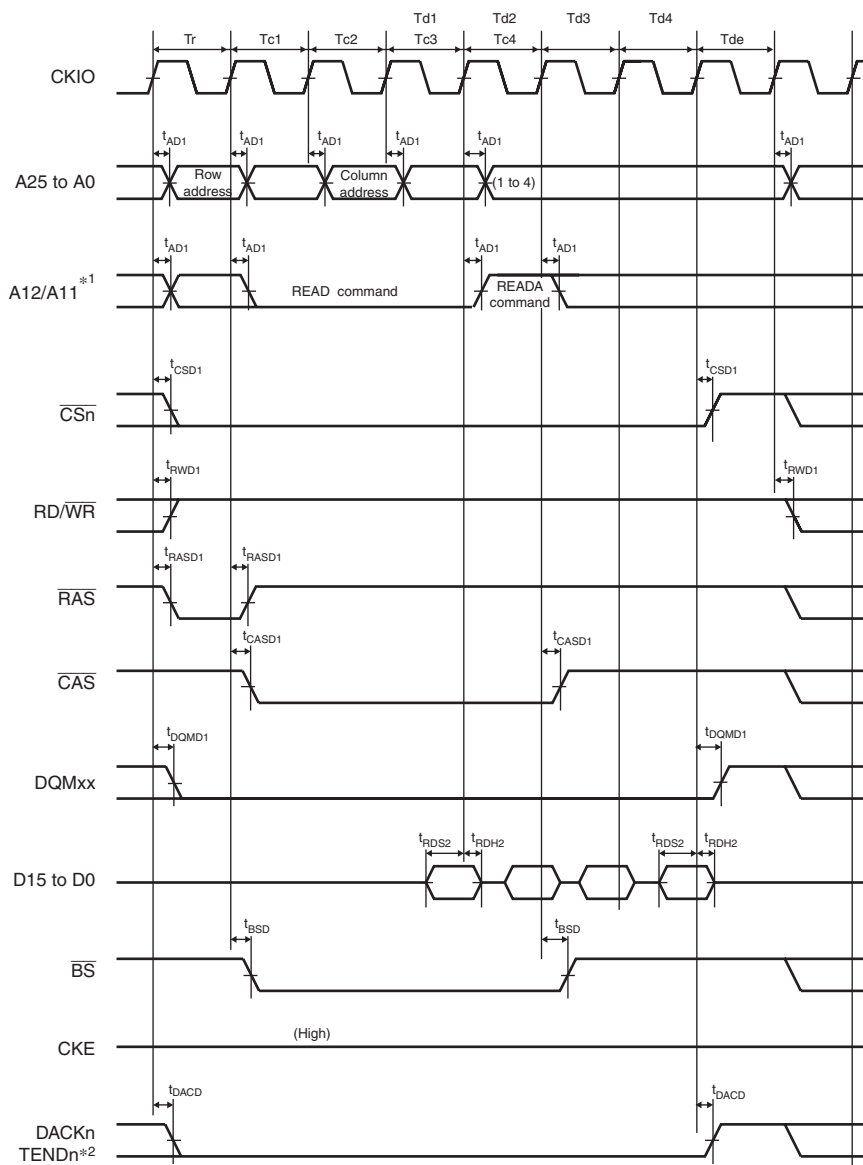 Td1 Td2 Td3 Td4
Tr Tc1 Tc2 Tc3 Tc4 Tde
CKIO
tAD1 tAD1 tAD1 tAD1 tAD1 tAD1
A25 to A0
Row address
Column address
(1 to 4)
tAD1 tAD1 tAD1 tAD1
A12/A11*1
READ command
READA command
tCSD1 tCSD1
CSn
tRWD1 tRWD1
RD/WR
tRASD1 tRASD1
RAS
tCASD1 tCASD1
CAS
tDQMD1 tDQMD1
DQMxx
tRDS2 tRDH2 tRDS2 tRDH2
D15 to D0
tBSD tBSD
BS
(High)
CKE
tDACD tDACD
DACKn
TENDn*2